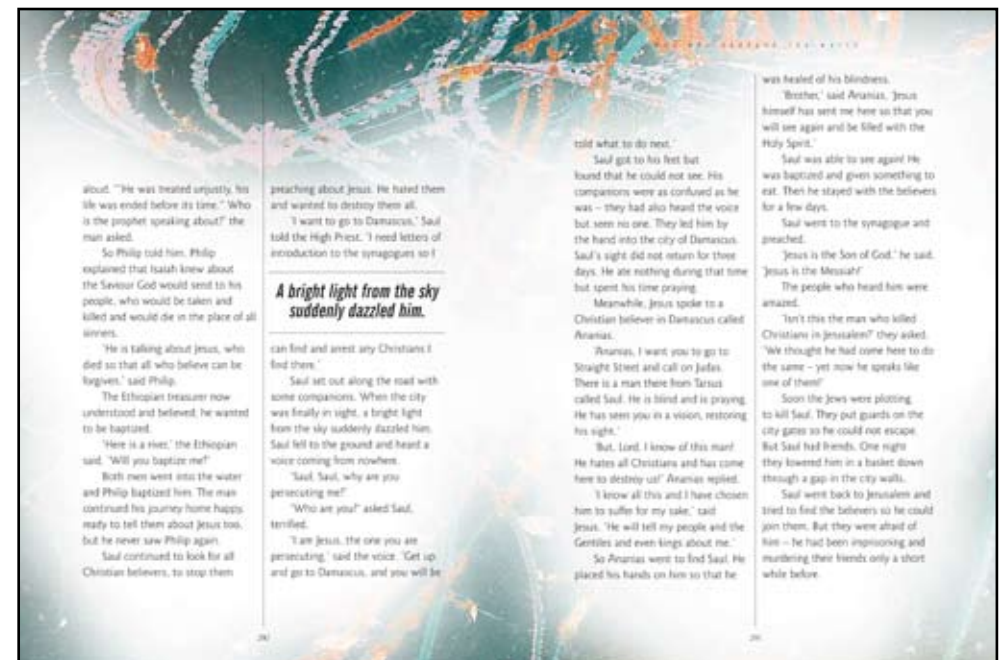 aloud. '"He was treated unjustly, his
life was ended before its time." Who
is the prophet speaking about?' the
man asked.
So Philip told him. Philip
explained that Isaiah knew about
the Saviour God would send to his
people, who would be taken and
killed and would die in the place of all
sinners.
'He is talking about Jesus, who
died so that all who believe can be
forgiven,' said Philip.
The Ethiopian treasurer now
understood and believed; he wanted
to be baptized.
'Here is a river,' the Ethiopian
said. 'Will you baptize me?'
Both men went into the water
and Philip baptized him. The man
continued his journey home happy,
ready to tell them about Jesus too,
but he never saw Philip again.
Saul continued to look for all
Christian believers, to stop them
preaching about Jesus. He hated them
and wanted to destroy them all.
'I want to go to Damascus,' Saul
told the High Priest. 'I need letters of
introduction to the synagogues so I
A bright light from the sky
suddenly dazzled him.
can find and arrest any Christians I
find there.'
Saul set out along the road with
some companions. When the city
was finally in sight, a bright light
from the sky suddenly dazzled him.
Saul fell to the ground and heard a
voice coming from nowhere.
'Saul, Saul, why are you
persecuting me?'
'Who are you?' asked Saul,
terrified.
'I am Jesus, the one you are
persecuting,' said the voice. 'Get up
and go to Damascus, and you will be
told what to do next.'
Saul got to his feet but
found that he could not see. His
companions were as confused as he
was – they had also heard the voice
but seen no one. They led him by
the hand into the city of Damascus.
Saul's sight did not return for three
days. He ate nothing during that time
but spent his time praying.
Meanwhile, Jesus spoke to a
Christian believer in Damascus called
Ananias.
'Ananias, I want you to go to
Straight Street and call on Judas.
There is a man there from Tarsus
called Saul. He is blind and is praying.
He has seen you in a vision, restoring
his sight.'
'But, Lord, I know of this man!
He hates all Christians and has come
here to destroy us!' Ananias replied.
'I know all this and I have chosen
him to suffer for my sake,' said
Jesus. 'He will tell my people and the
Gentiles and even kings about me.'
So Ananias went to find Saul. He
placed his hands on him so that he
was healed of his blindness.
'Brother,' said Ananias, 'Jesus
himself has sent me here so that you
will see again and be filled with the
Holy Spirit.'
Saul was able to see again! He
was baptized and given something to
eat. Then he stayed with the believers
for a few days.
Saul went to the synagogue and
preached.
'Jesus is the Son of God,' he said.
'Jesus is the Messiah!'
The people who heard him were
amazed.
'Isn't this the man who killed
Christians in Jerusalem?' they asked.
'We thought he had come here to do
the same – yet now he speaks like
one of them!'
Soon the Jews were plotting
to kill Saul. They put guards on the
city gates so he could not escape.
But Saul had friends. One night
they lowered him in a basket down
through a gap in the city walls.
Saul went back to Jerusalem and
tried to find the believers so he could
join them. But they were afraid of
him – he had been imprisoning and
murdering their friends only a short
while before.